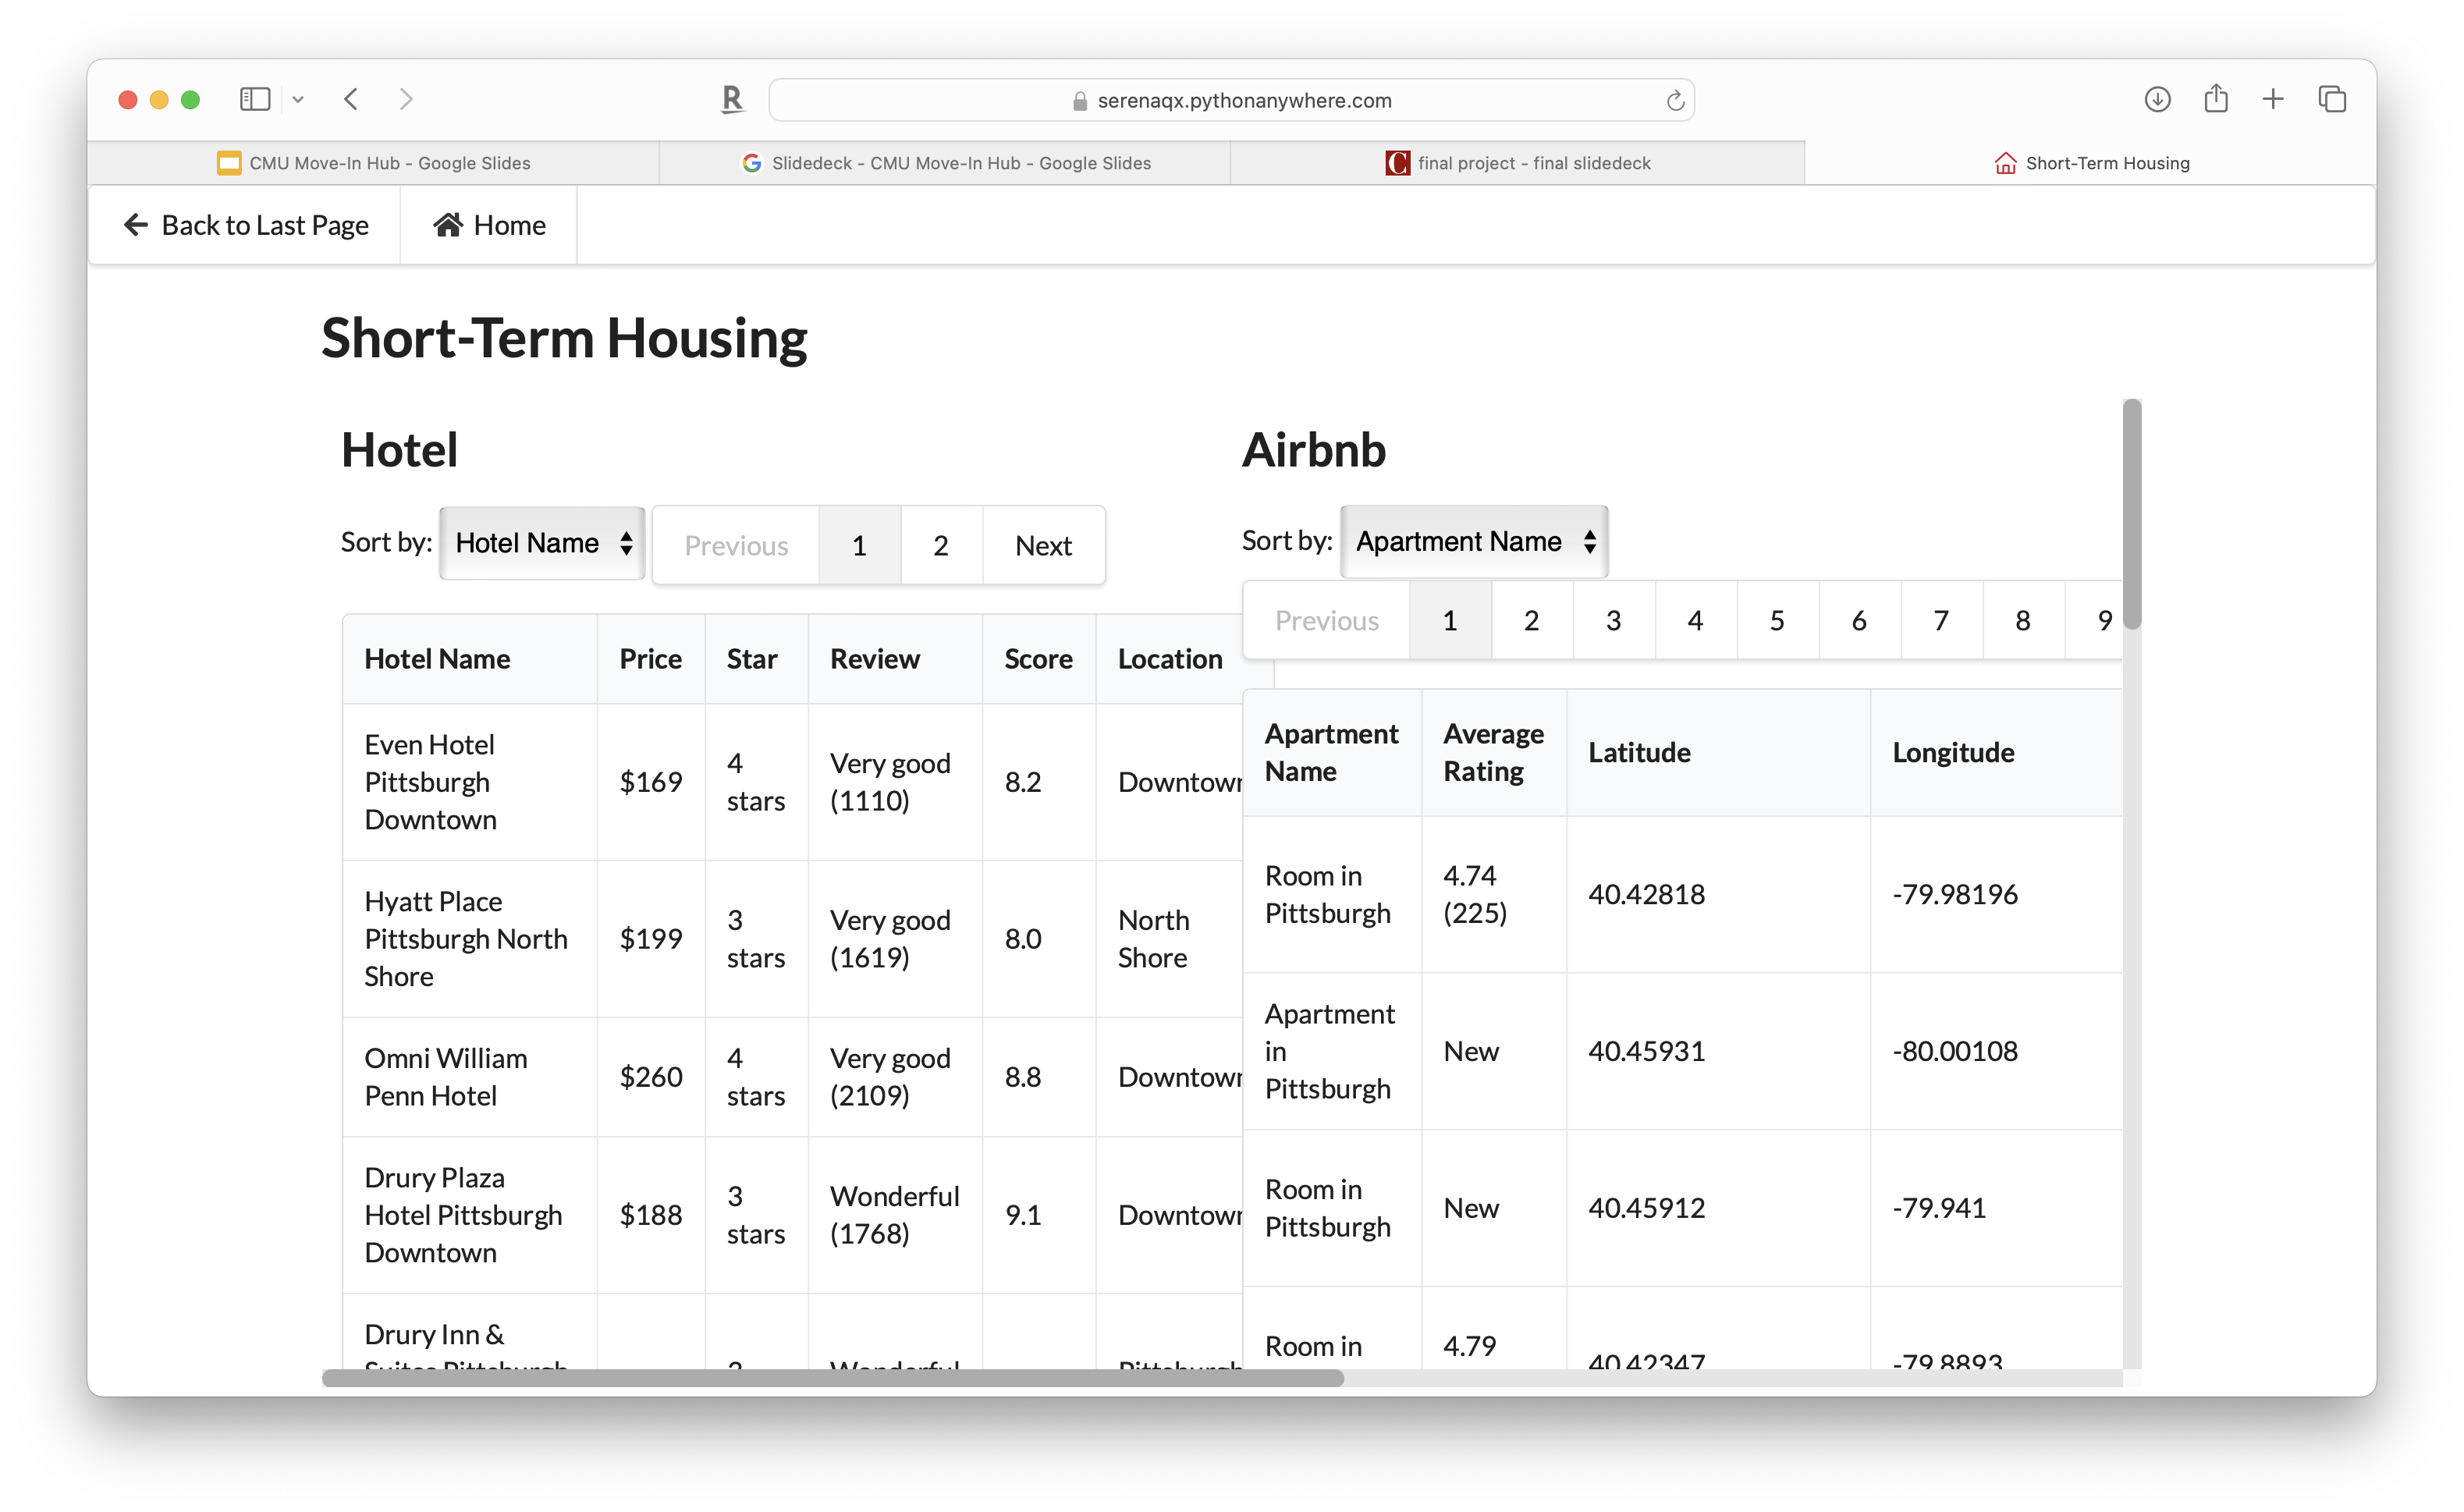 serenaqx.pythonanywhere.com
CMU Move-In Hub - Google Slides
Slidedeck - CMU Move-In Hub - Google Slides
final project - final slidedeck
Short-Term Housing
Back to Last Page
Home
Short-Term Housing
Hotel
Sort by: Hotel Name Previous 1 2 Next
Hotel Name Price Star Review Score Location
Even Hotel
Pittsburgh
Downtown
$169
4
stars
Very good
(1110)
8.2
Downtown
Hyatt Place
Pittsburgh North
Shore
$199
3
stars
Very good
(1619)
8.0
North
Shore
Omni William
Penn Hotel
$260
4
stars
Very good
(2109)
8.8
Downtown
Drury Plaza
Hotel Pittsburgh
Downtown
$188
3
stars
Wonderful
(1768)
9.1
Downtown
Drury Inn &
Suites Pittsburgh
3
Wonderful
Pittsburgh
Airbnb
Sort by: Apartment Name
Previous 1 2 3 4 5 6 7 8 9
Apartment
Name
Average
Rating
Latitude
Longitude
Room in
Pittsburgh
4.74
(225)
40.42818
-79.98196
Apartment
in
Pittsburgh
New
40.45931
-80.00108
Room in
Pittsburgh
New
40.45912
-79.941
Room in
4.79
40.42347
-79.8893